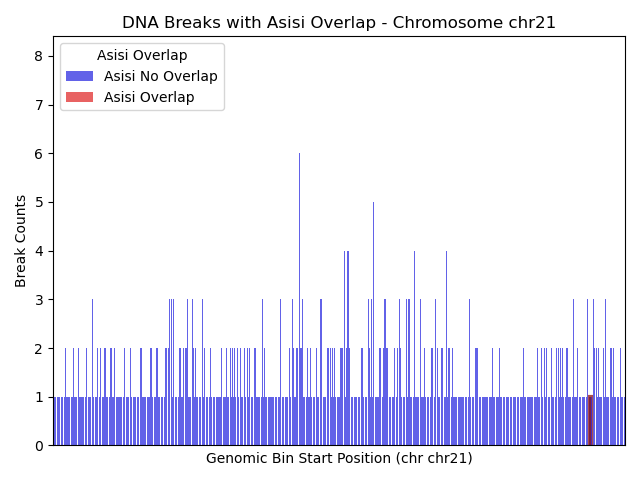 DNA Breaks with Asisi Overlap - Chromosome chr21
Break Counts
8
7
6
5
4
3
2
1
0
Asisi Overlap
Asisi No Overlap
Asisi Overlap
Genomic Bin Start Position (chr chr21)